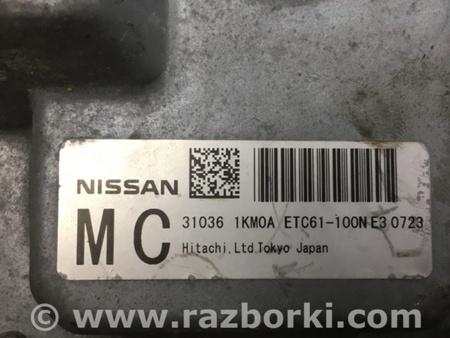 NISSAN
MC
31036 1KM0A ETC61-100N E3 0723
Hitachi.Ltd.Tokyo Japan
www.razborki.com